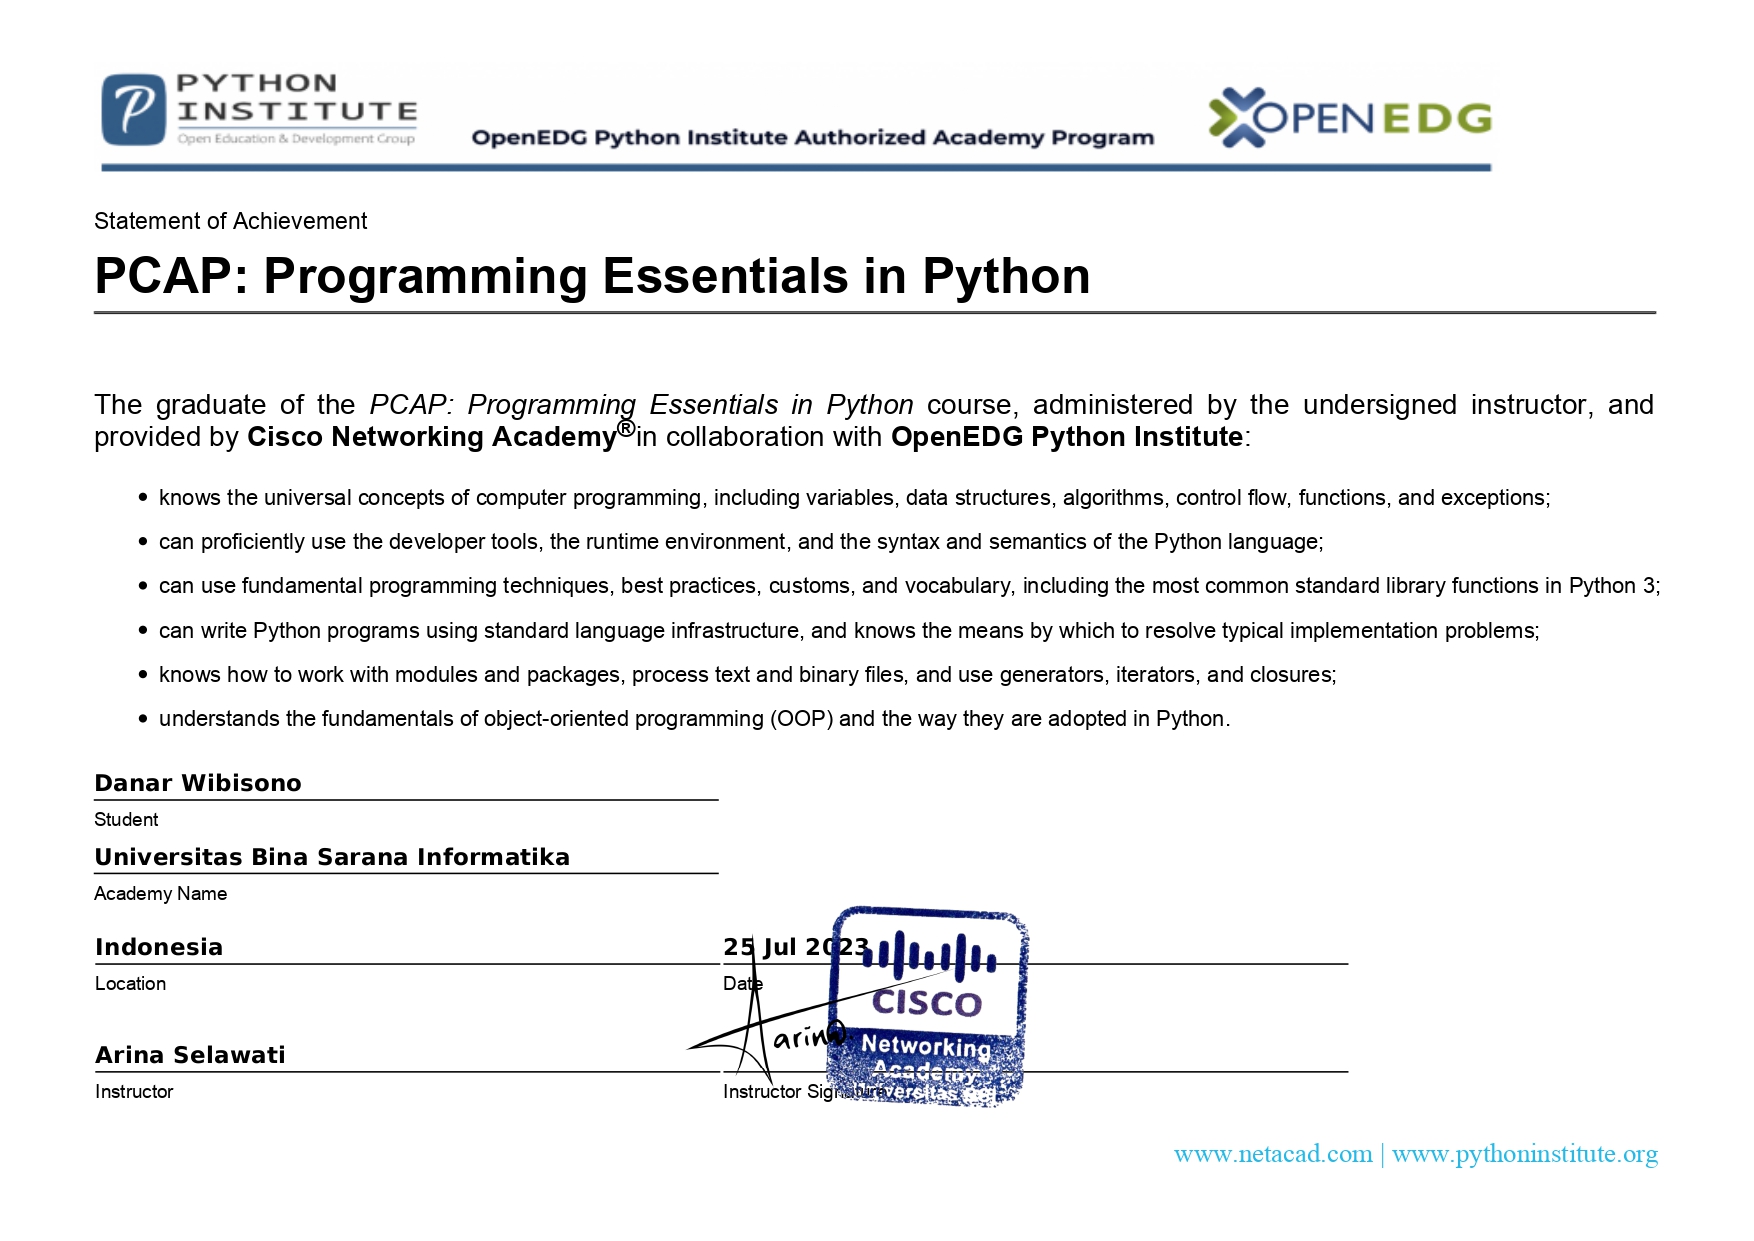 PYTHON
INSTITUTE
Open Education & Development Group
OpenEDG Python Institute Authorized Academy Program
OPENEDG
Statement of Achievement
PCAP: Programming Essentials in Python
The graduate of the PCAP: Programming Essentials in Python course, administered by the undersigned instructor, and
provided by Cisco Networking Academy®in collaboration with OpenEDG Python Institute:
• knows the universal concepts of computer programming, including variables, data structures, algorithms, control flow, functions, and exceptions;
• can proficiently use the developer tools, the runtime environment, and the syntax and semantics of the Python language;
• can use fundamental programming techniques, best practices, customs, and vocabulary, including the most common standard library functions in Python 3;
• can write Python programs using standard language infrastructure, and knows the means by which to resolve typical implementation problems;
• knows how to work with modules and packages, process text and binary files, and use generators, iterators, and closures;
• understands the fundamentals of object-oriented programming (OOP) and the way they are adopted in Python.
Danar Wibisono
Student
Universitas Bina Sarana Informatika
Academy Name
Indonesia
25 Jul 2023
Location
Date
CISCO
Arina
Networking
Academy
Universitas BSI
Arina Selawati
Instructor
Instructor Signature
www.netacad.com | www.pythoninstitute.org